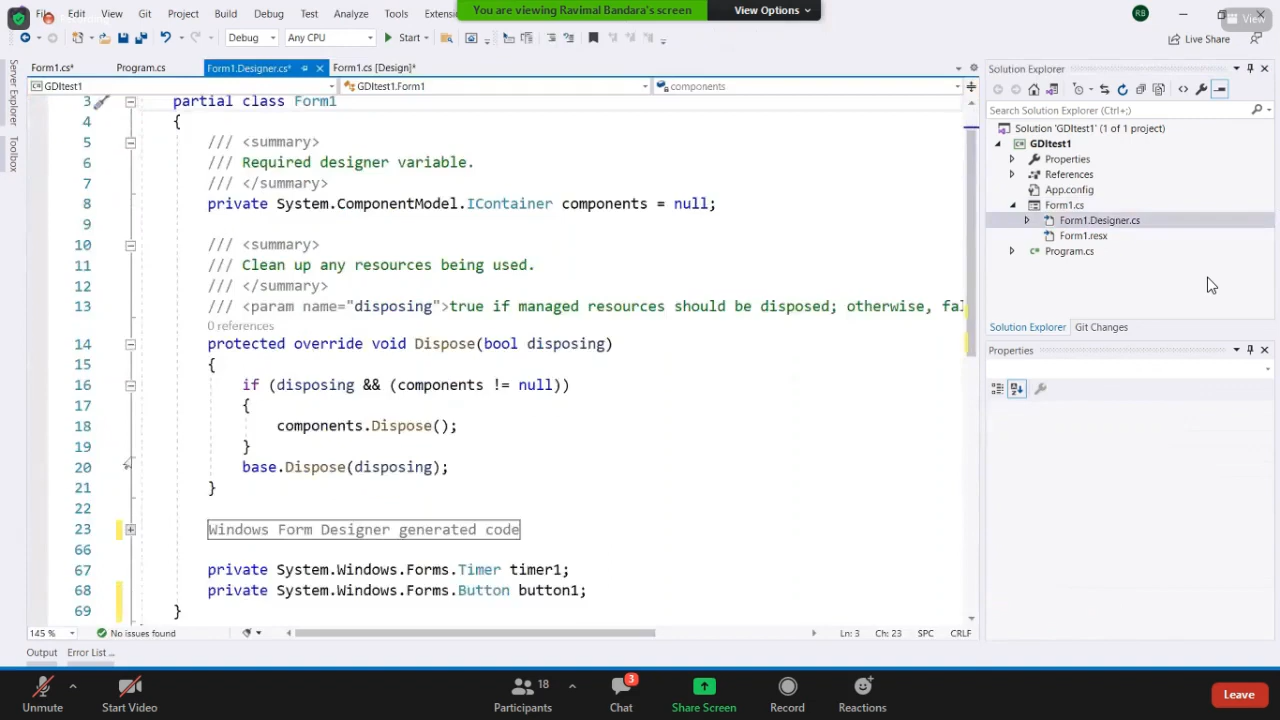 You are viewing Ravimal Bandara's screen
View Options
File Edit View Git Project Build Debug Test Analyze Tools Extensi
RB
View
Debug Any CPU Start
Live Share
Form1.cs* Program.cs Form1.Designer.cs* Form1.cs [Design]*
GDItest1 GDItest1.Form1 components
Server Explorer
Toolbox
3 partial class Form1
4 {
5 /// <summary>
6 /// Required designer variable.
7 /// </summary>
8 private System.ComponentModel.IContainer components = null;
9
10 /// <summary>
11 /// Clean up any resources being used.
12 /// </summary>
13 /// <param name="disposing">true if managed resources should be disposed; otherwise, fal
0 references
14 protected override void Dispose(bool disposing)
15 {
16 if (disposing && (components != null))
17 {
18 components.Dispose();
19 }
20 base.Dispose(disposing);
21 }
22
23 Windows Form Designer generated code
66
67 private System.Windows.Forms.Timer timer1;
68 private System.Windows.Forms.Button button1;
69 }
145 % No issues found Ln: 3 Ch: 23 SPC CRLF
Output Error List ...
Solution Explorer
Search Solution Explorer (Ctrl+;)
Solution 'GDItest1' (1 of 1 project)
GDItest1
Properties
References
App.config
Form1.cs
Form1.Designer.cs
Form1.resx
Program.cs
Solution Explorer Git Changes
Properties
Unmute
Start Video
18
Participants
3
Chat
Share Screen
Record
Reactions
Leave